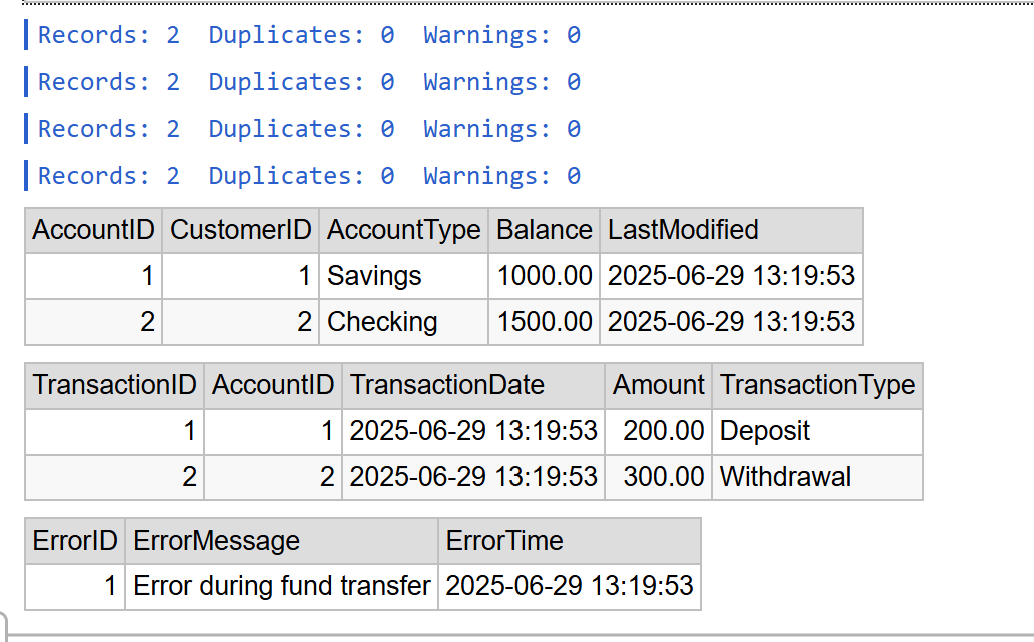 Records: 2  Duplicates: 0  Warnings: 0
Records: 2  Duplicates: 0  Warnings: 0
Records: 2  Duplicates: 0  Warnings: 0
Records: 2  Duplicates: 0  Warnings: 0
AccountID CustomerID AccountType Balance LastModified
1 1 Savings 1000.00 2025-06-29 13:19:53
2 2 Checking 1500.00 2025-06-29 13:19:53
TransactionID AccountID TransactionDate Amount TransactionType
1 1 2025-06-29 13:19:53 200.00 Deposit
2 2 2025-06-29 13:19:53 300.00 Withdrawal
ErrorID ErrorMessage ErrorTime
1 Error during fund transfer 2025-06-29 13:19:53